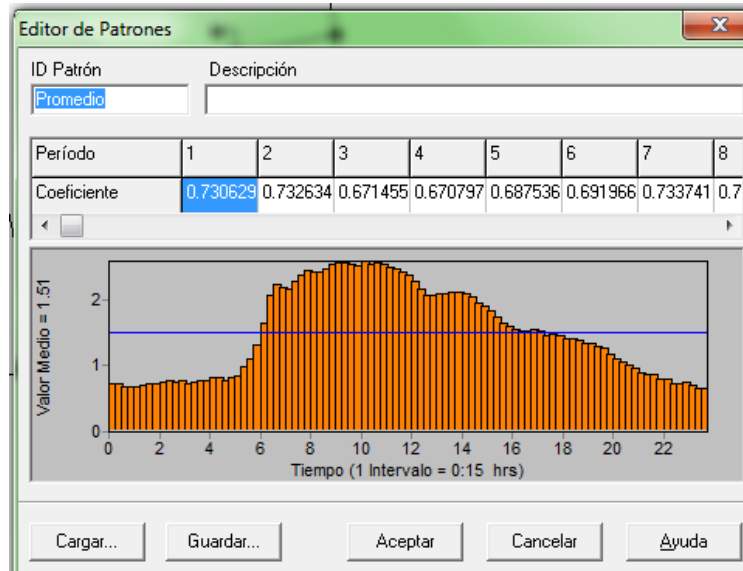 Editor de Patrones
ID Patrón Descripción
Promedio
Período 1 2 3 4 5 6 7 8
Coeficiente 0.730629 0.732634 0.671455 0.670797 0.687536 0.691966 0.733741 0.7
Valor Medio = 1.51
2
1
0
0 2 4 6 8 10 12 14 16 18 20 22
Tiempo (1 Intervalo = 0:15 hrs)
Cargar... Guardar... Aceptar Cancelar Ayuda